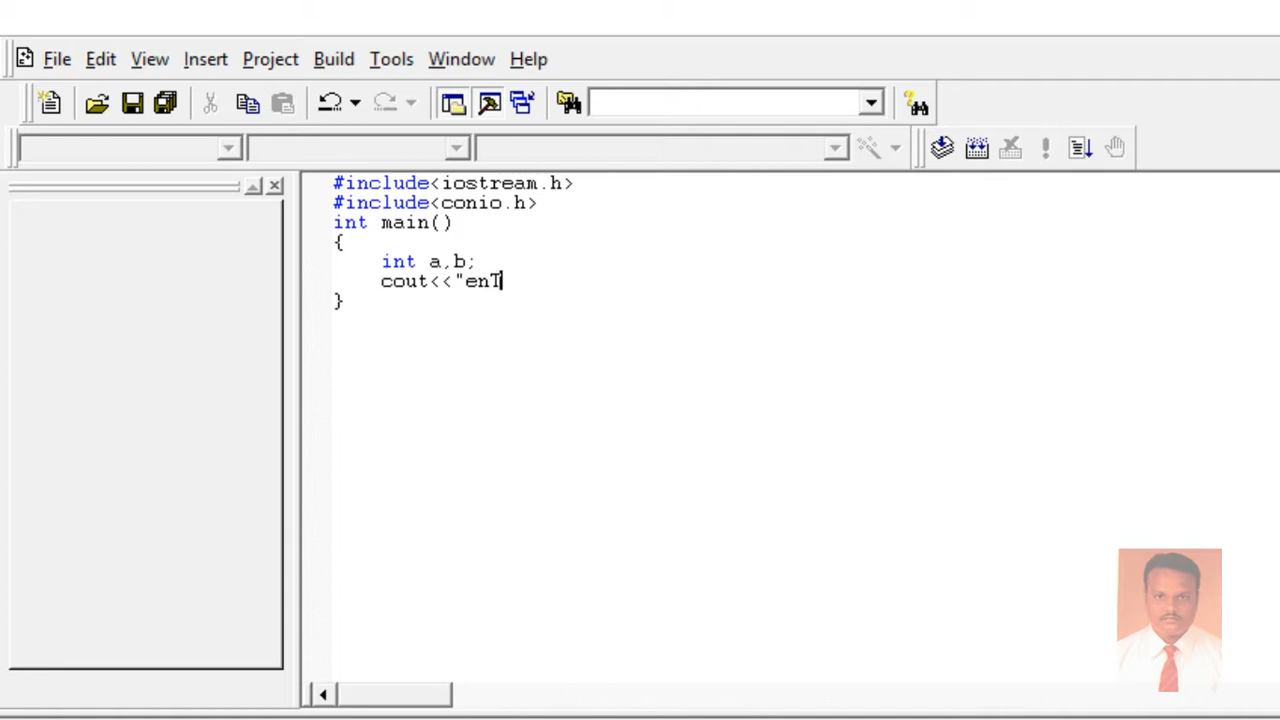 File Edit View Insert Project Build Tools Window Help
#include<iostream.h>
#include<conio.h>
int main()
{
int a,b;
cout<<"enT
}